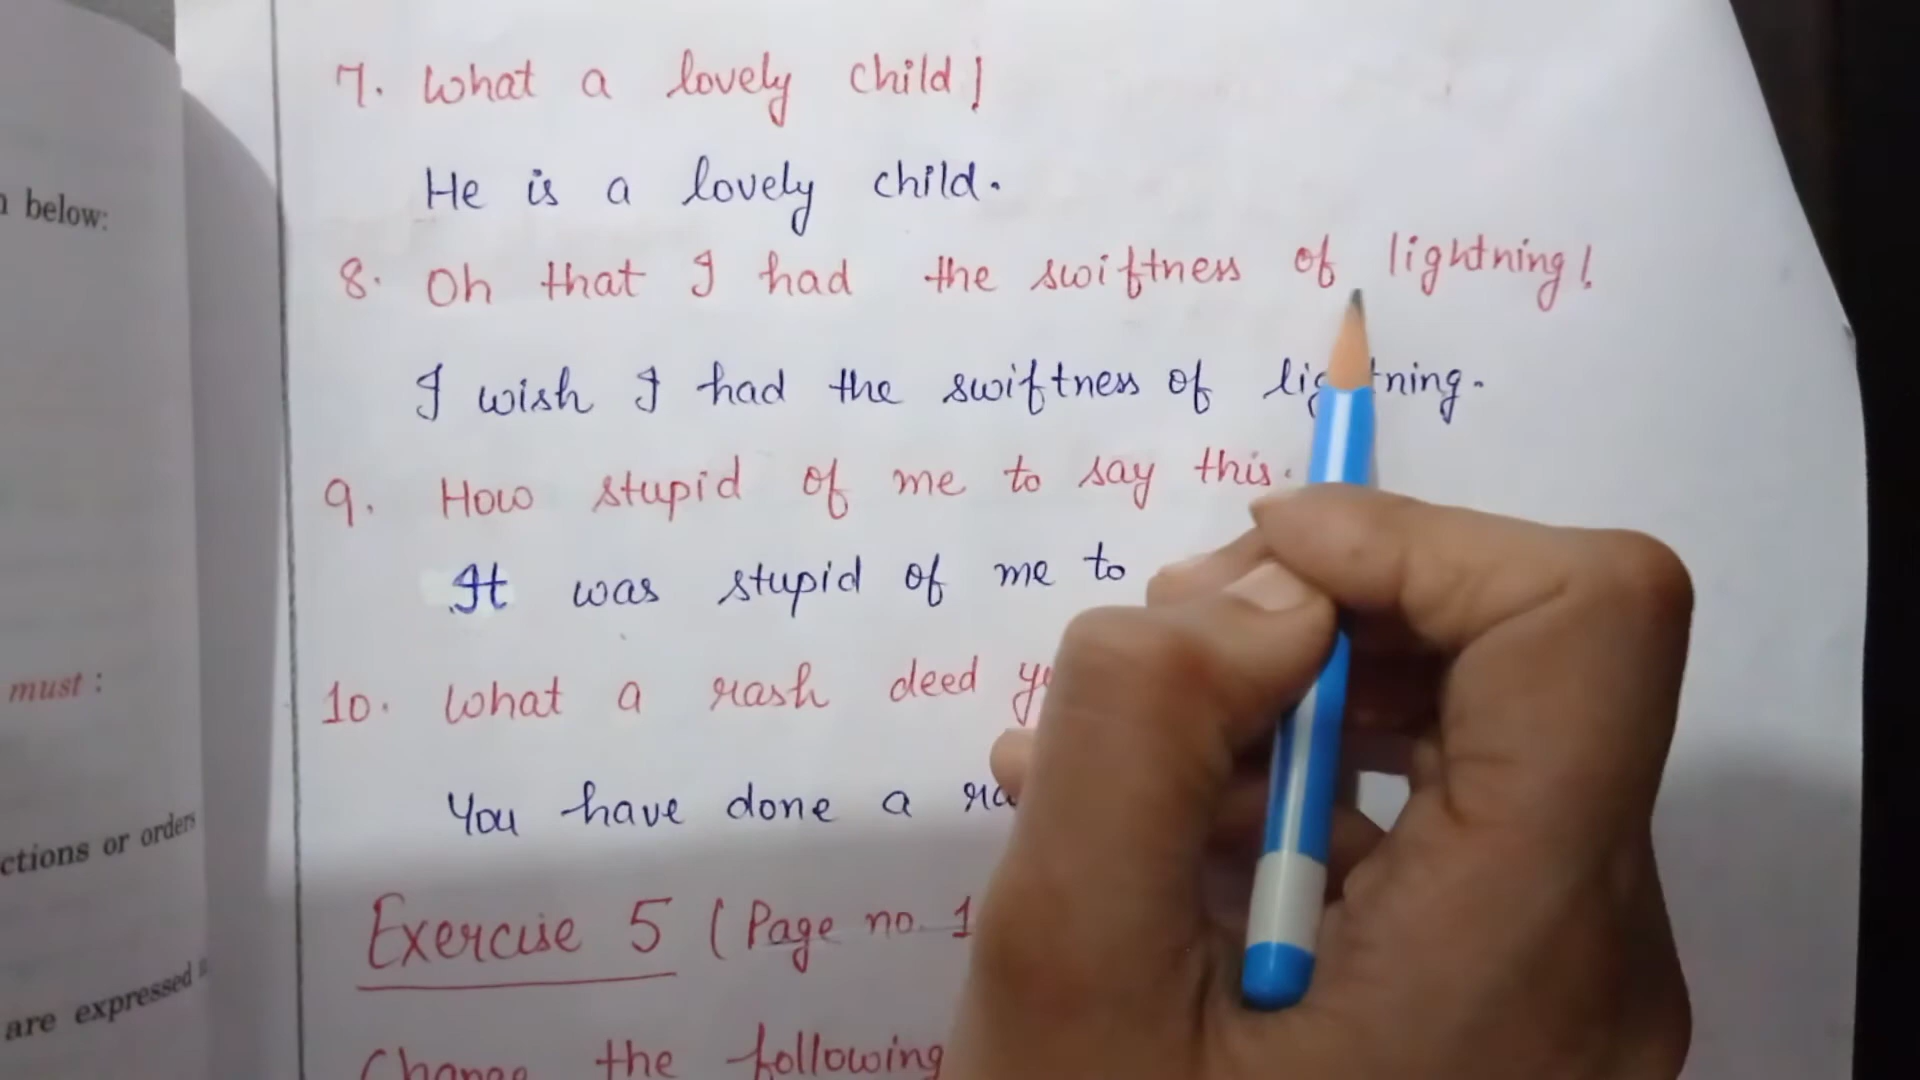 below:
must :
ctions or orders
are expressed
7. What a lovely child!
He is a lovely child.
8. Oh that I had the swiftness of lightning!
I wish I had the swiftness of lightning.
9. How stupid of me to say this.
It was stupid of me to
10. What a rash deed
You have done a
Exercise 5 (Page no. 1
Change the following